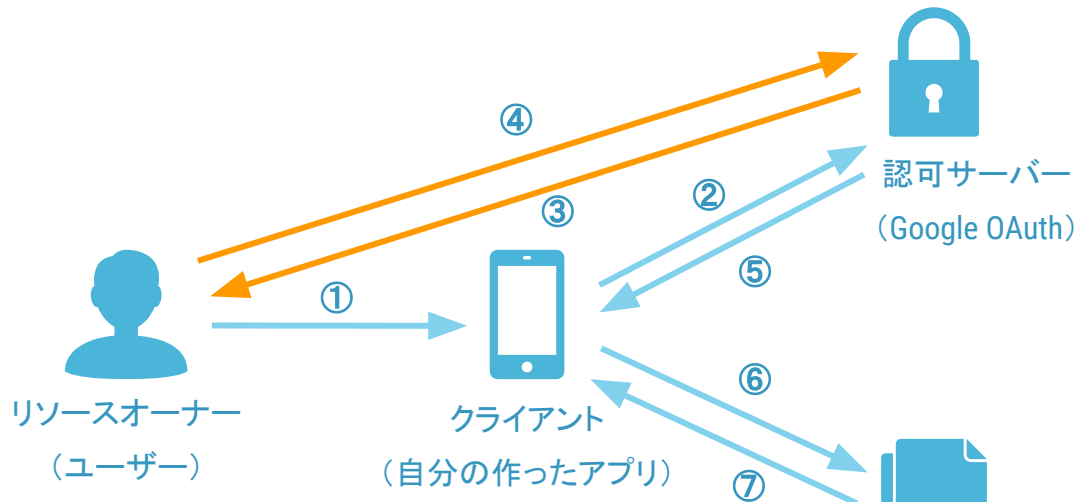 ④
②
認可サーバー
（Google OAuth）
③
⑤
①
⑥
リソースオーナー
（ユーザー）
クライアント
（自分の作ったアプリ）
⑦